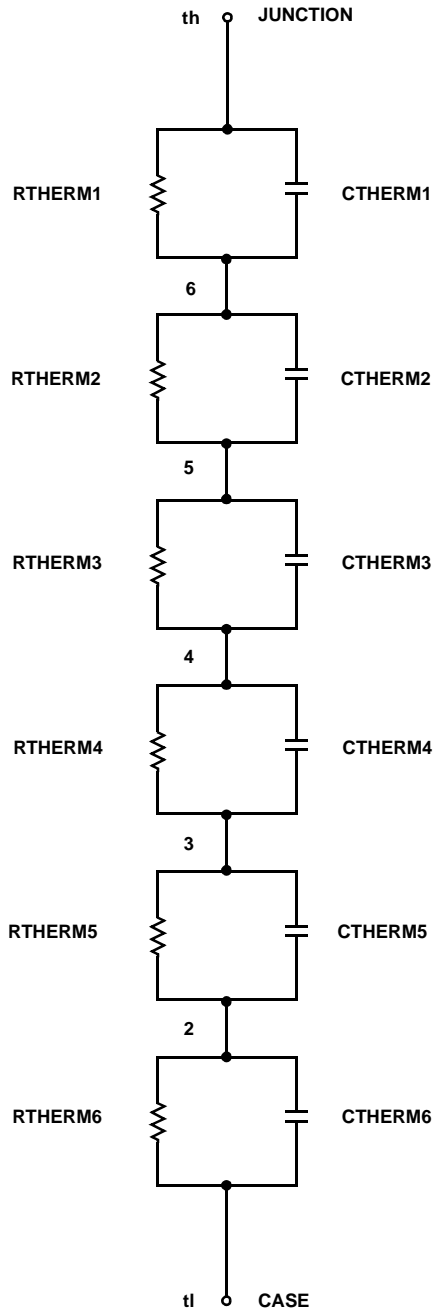 th JUNCTION
RTHERM1 CTHERM1
6
RTHERM2 CTHERM2
5
RTHERM3 CTHERM3
4
RTHERM4 CTHERM4
3
RTHERM5 CTHERM5
2
RTHERM6 CTHERM6
tl CASE